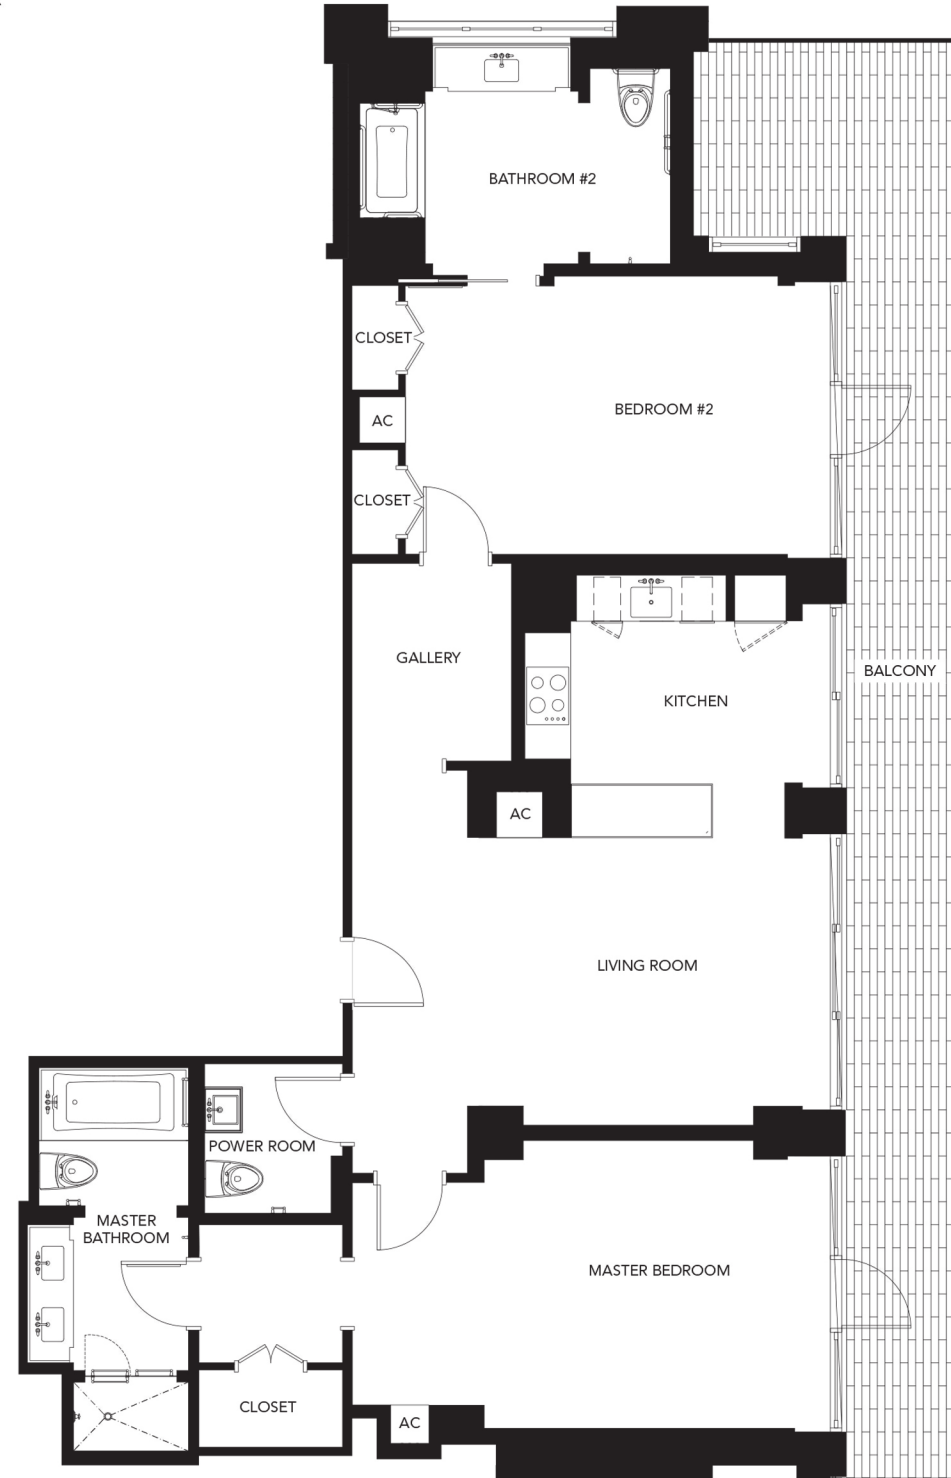 BATHROOM #2
CLOSET
AC
BEDROOM #2
CLOSET
GALLERY
KITCHEN
BALCONY
AC
LIVING ROOM
POWER ROOM
MASTER
BATHROOM
MASTER BEDROOM
CLOSET
AC